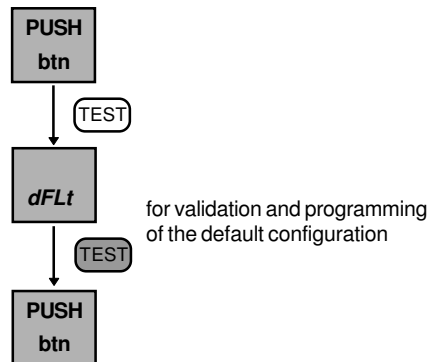 PUSH
btn
TEST
dFLt
for validation and programming
of the default configuration
TEST
PUSH
btn